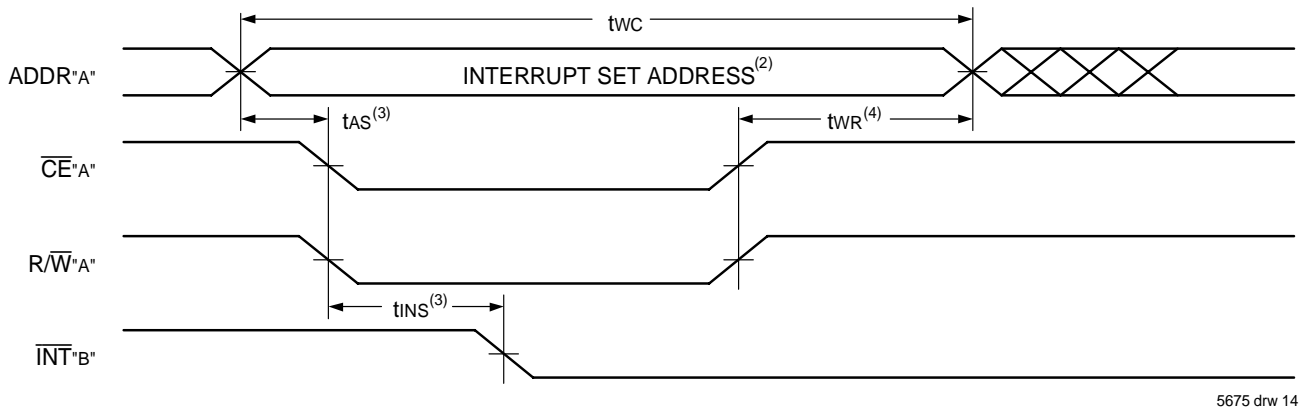 tWC
ADDR"A"
INTERRUPT SET ADDRESS(2)
tAS(3)
tWR(4)
CE"A"
R/W"A"
tINS(3)
INT"B"
5675 drw 14